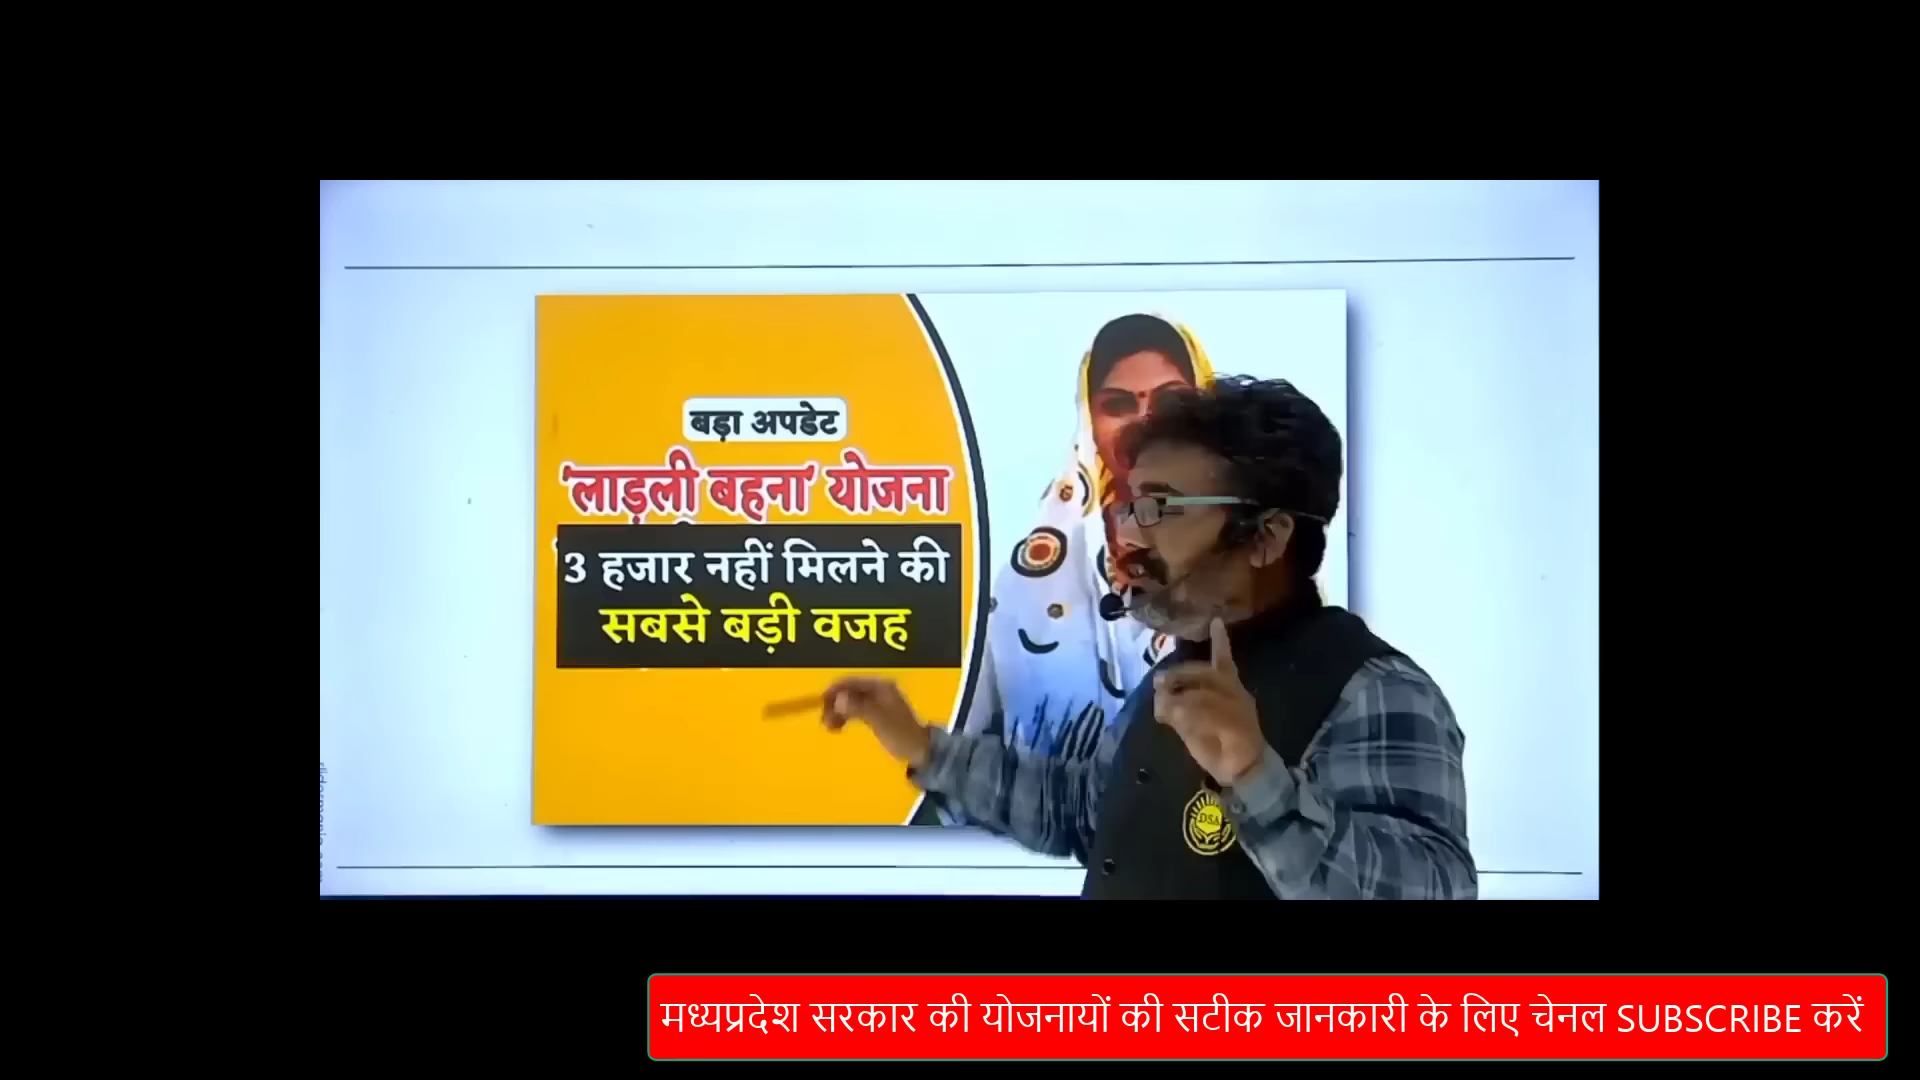 बड़ा अपडेट
'लाड़ली बहना' योजना
3 हजार नहीं मिलने की
सबसे बड़ी वजह
DSA
मध्यप्रदेश सरकार की योजनायों की सटीक जानकारी के लिए चेनल SUBSCRIBE करें